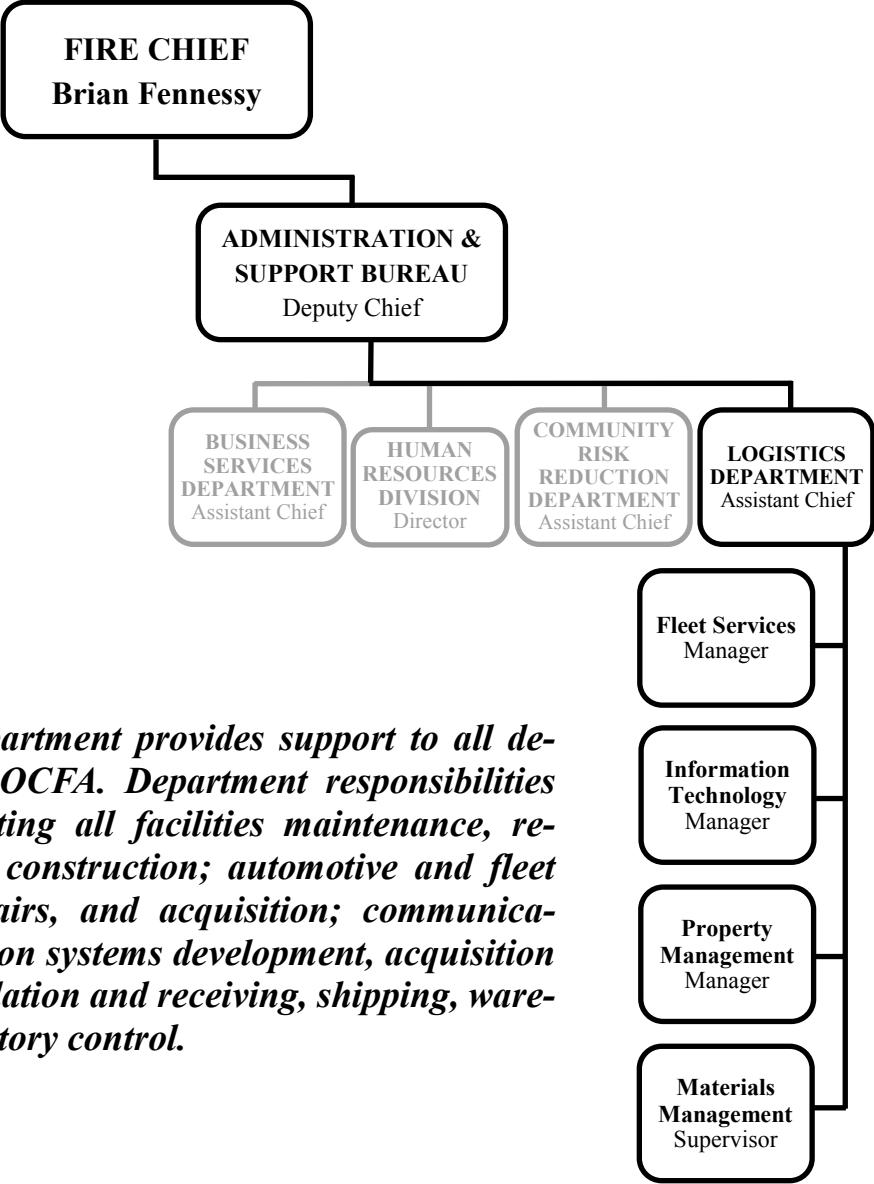 FIRE CHIEF
Brian Fennessy
ADMINISTRATION &
SUPPORT BUREAU
Deputy Chief
BUSINESS
SERVICES
DEPARTMENT
Assistant Chief
HUMAN
RESOURCES
DIVISION
Director
COMMUNITY
RISK
REDUCTION
DEPARTMENT
Assistant Chief
LOGISTICS
DEPARTMENT
Assistant Chief
Fleet Services
Manager
Information
Technology
Manager
Property
Management
Manager
Materials
Management
Supervisor
partment provides support to all de-
OCFA. Department responsibilities
ting all facilities maintenance, re-
construction; automotive and fleet
airs, and acquisition; communica-
on systems development, acquisition
lation and receiving, shipping, ware-
tory control.